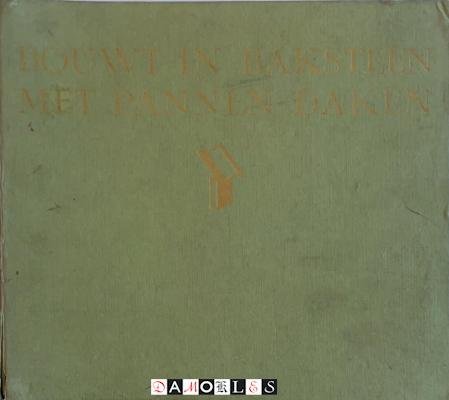 BOUWT IN BAKSTEEN
MET PANNEN-DAKEN
DAMOKLES